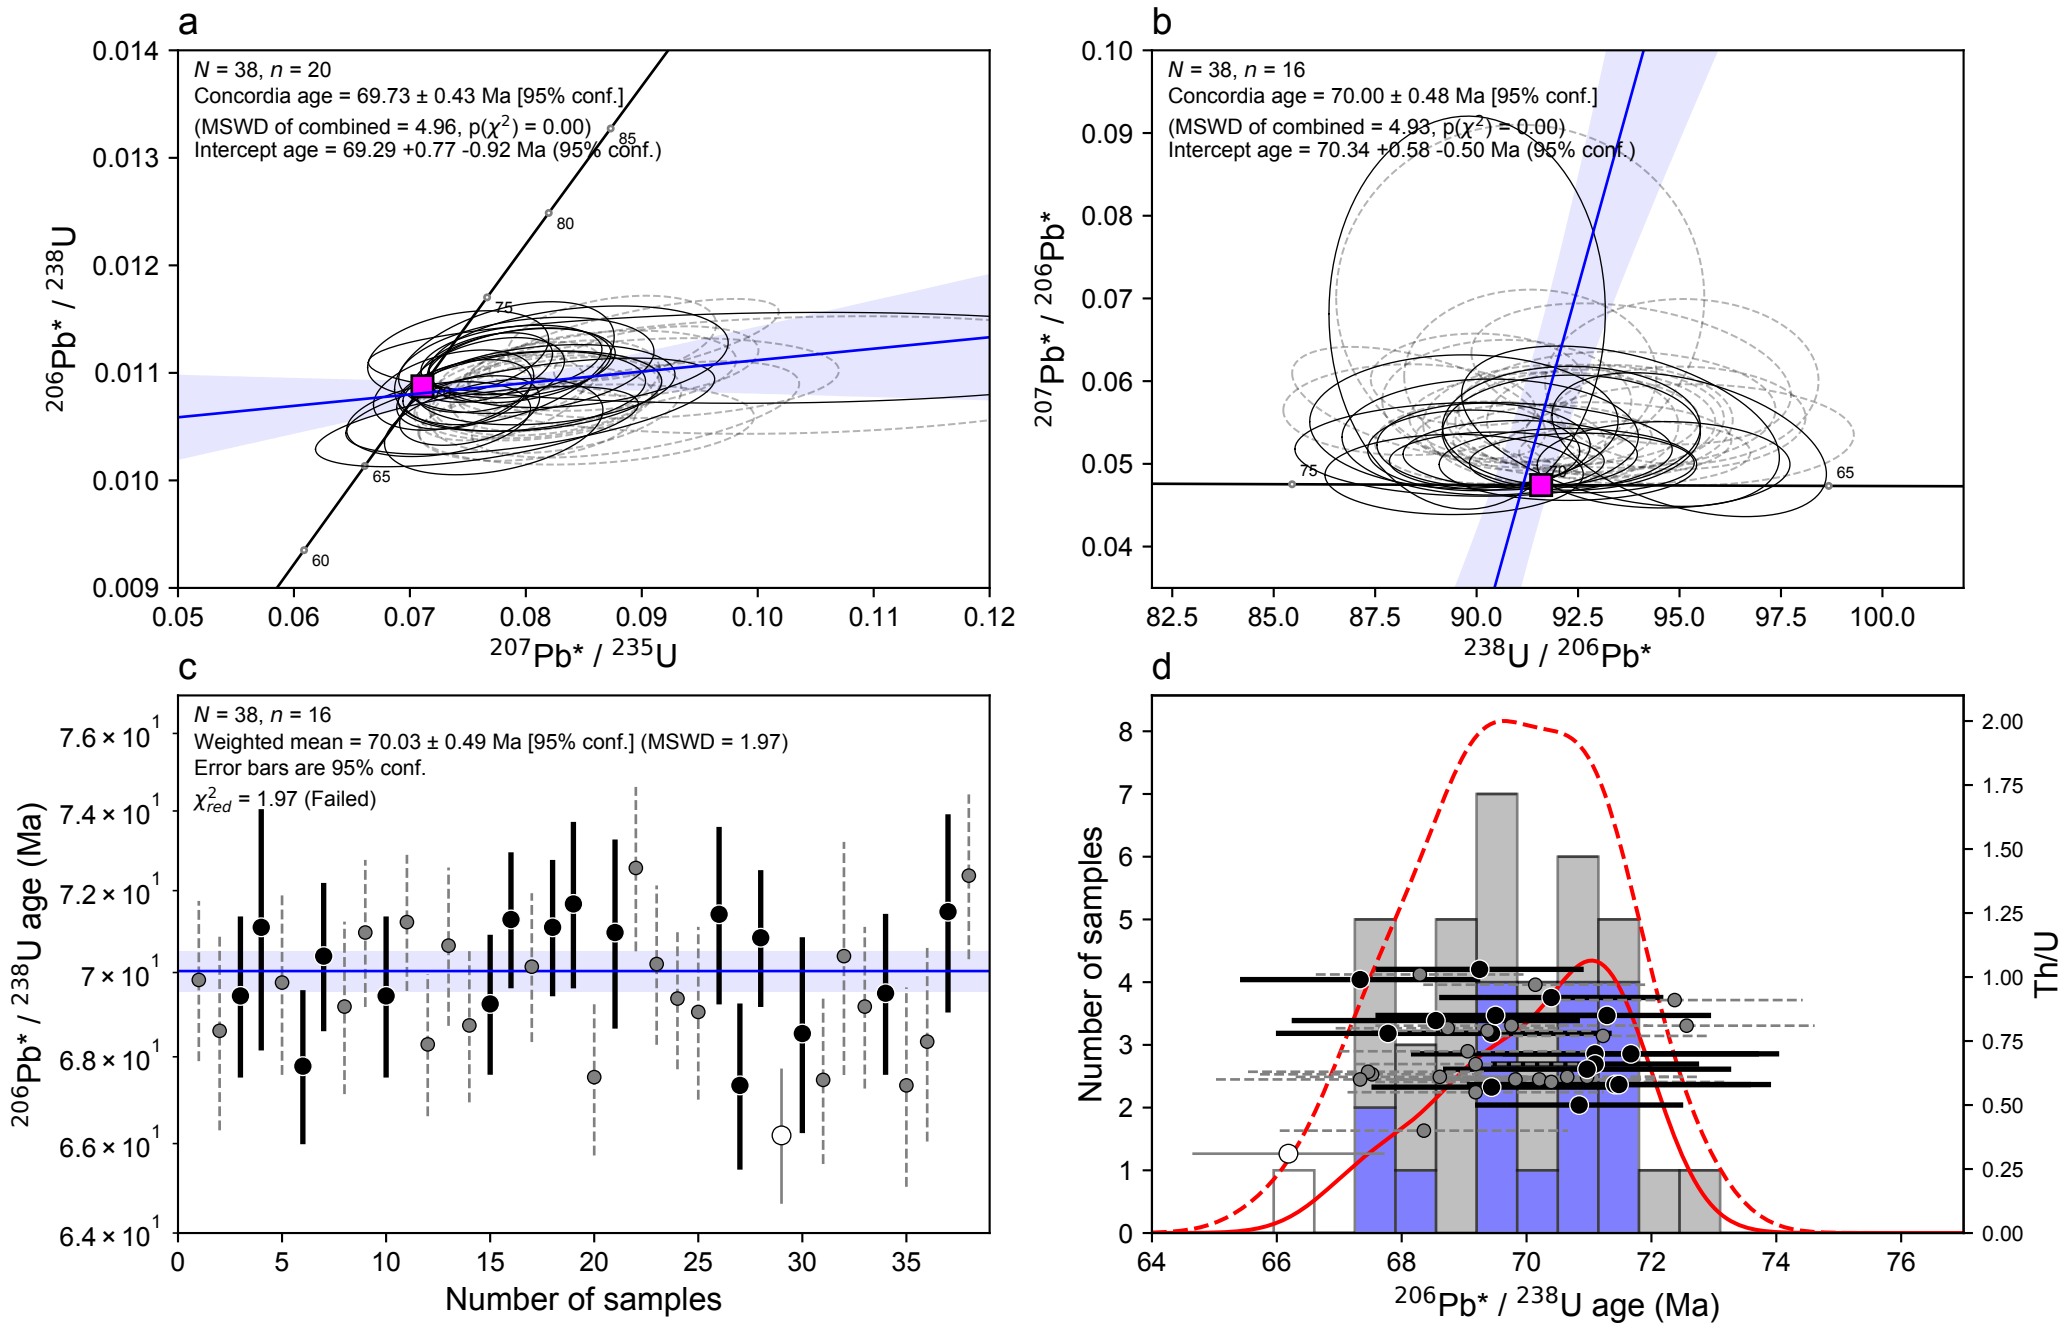 a
0.014
0.013
0.012
0.011
0.010
0.009
N = 38, n = 20
Concordia age = 69.73 ± 0.43 Ma [95% conf.]
(MSWD of combined = 4.96, p(χ²) = 0.00)
Intercept age = 69.29 +0.77 -0.92 Ma (95% conf.)
85
80
75
65
60
0.05 0.06 0.07 0.08 0.09 0.10 0.11 0.12
²⁰⁷Pb* / ²³⁵U
²⁰⁶Pb* / ²³⁸U
b
0.10
0.09
0.08
0.07
0.06
0.05
0.04
N = 38, n = 16
Concordia age = 70.00 ± 0.48 Ma [95% conf.]
(MSWD of combined = 4.93, p(χ²) = 0.00)
Intercept age = 70.34 +0.58 -0.50 Ma (95% conf.)
75 70 65
82.5 85.0 87.5 90.0 92.5 95.0 97.5 100.0
²³⁸U / ²⁰⁶Pb*
²⁰⁷Pb* / ²⁰⁶Pb*
c
7.6 × 10¹
7.4 × 10¹
7.2 × 10¹
7 × 10¹
6.8 × 10¹
6.6 × 10¹
6.4 × 10¹
N = 38, n = 16
Weighted mean = 70.03 ± 0.49 Ma [95% conf.] (MSWD = 1.97)
Error bars are 95% conf.
χ²red = 1.97 (Failed)
0 5 10 15 20 25 30 35
Number of samples
²⁰⁶Pb* / ²³⁸U age (Ma)
d
8
7
6
5
4
3
2
1
0
Number of samples
2.00
1.75
1.50
1.25
1.00
0.75
0.50
0.25
0.00
Th/U
64 66 68 70 72 74 76
²⁰⁶Pb* / ²³⁸U age (Ma)